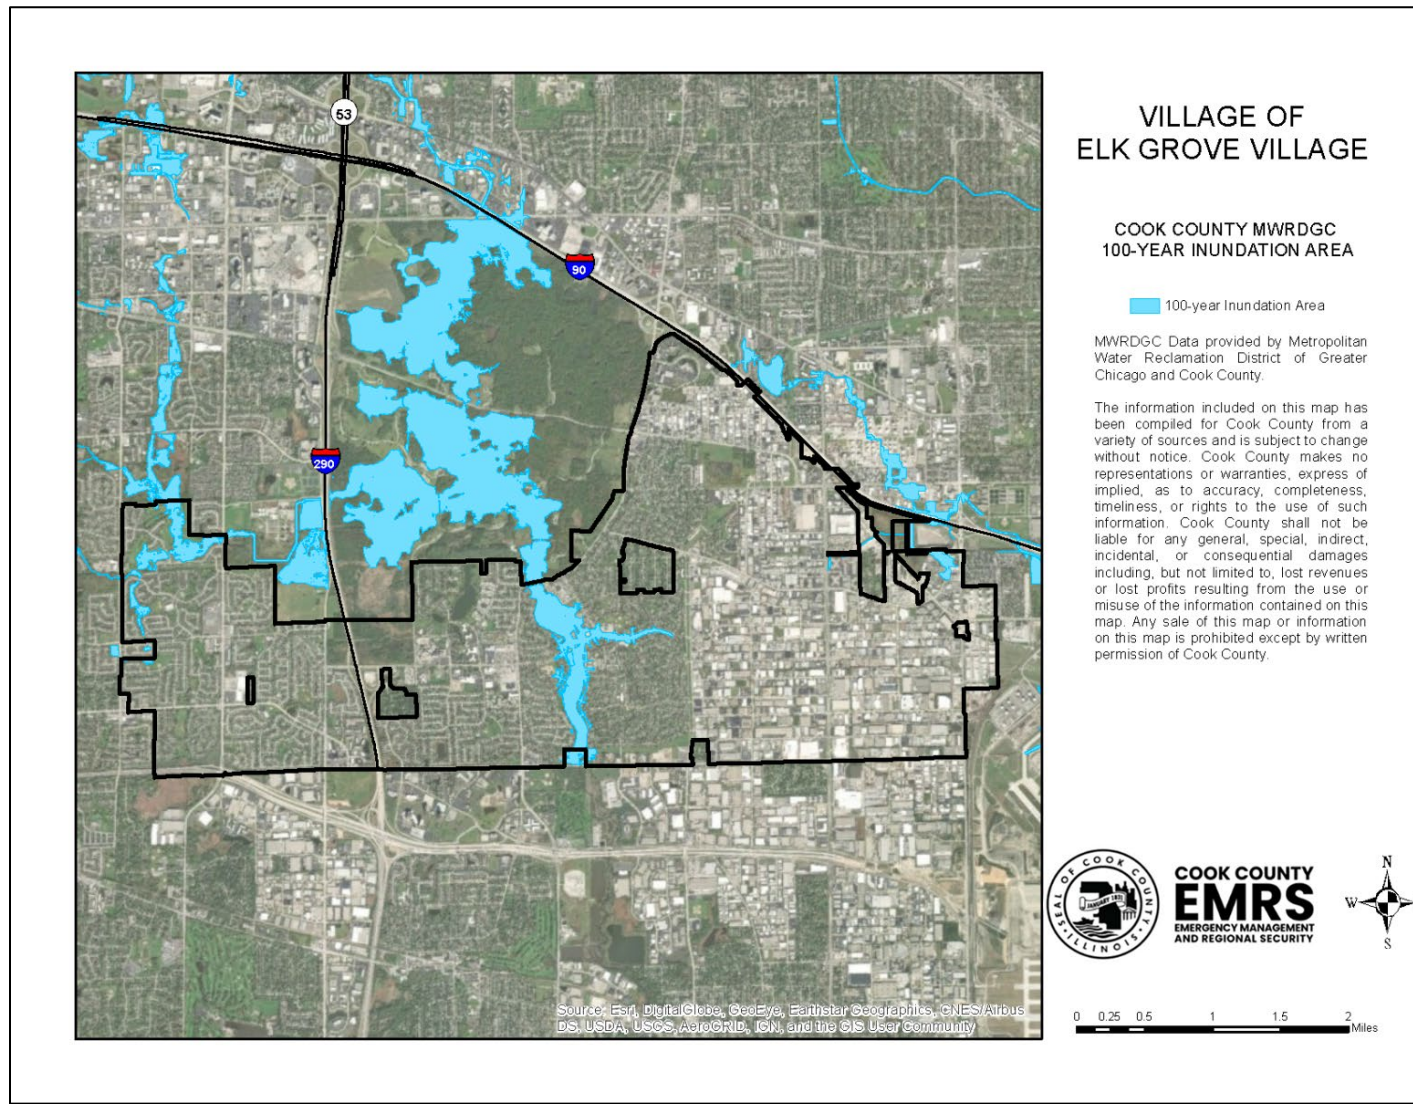 53
90
290
VILLAGE OF
ELK GROVE VILLAGE
COOK COUNTY MWRDGC
100-YEAR INUNDATION AREA
100-year Inundation Area
MWRDGC Data provided by Metropolitan
Water Reclamation District of Greater
Chicago and Cook County.
The information included on this map has
been compiled for Cook County from a
variety of sources and is subject to change
without notice. Cook County makes no
representations or warranties, express of
implied, as to accuracy, completeness,
timeliness, or rights to the use of such
information. Cook County shall not be
liable for any general, special, indirect,
incidental, or consequential damages
including, but not limited to, lost revenues
or lost profits resulting from the use or
misuse of the information contained on this
map. Any sale of this map or information
on this map is prohibited except by written
permission of Cook County.
SEAL OF COOK COUNTY
JANUARY 1831
ILLINOIS
COOK COUNTY
EMRS
EMERGENCY MANAGEMENT
AND REGIONAL SECURITY
N
W E
S
Source: Esri, DigitalGlobe, GeoEye, Earthstar Geographics, CNES/Airbus
DS, USDA, USGS, AeroGRID, IGN, and the GIS User Community
0 0.25 0.5 1 1.5 2
Miles